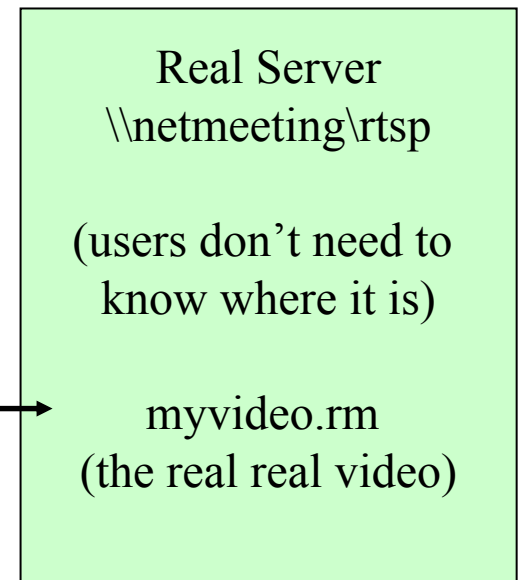 Real Server
\\netmeeting\rtsp
(users don’t need to
know where it is)
myvideo.rm
(the real real video)